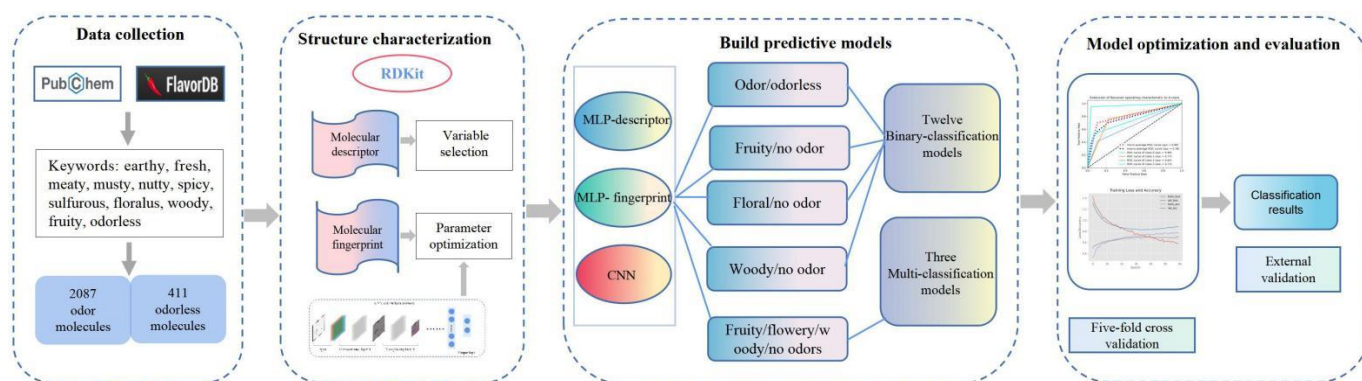 Data collection
PubChem
FlavorDB
Keywords: earthy, fresh,
meaty, musty, nutty, spicy,
sulfurous, floralus, woody,
fruity, odorless
2087
odor
molecules
411
odorless
molecules
Structure characterization
RDKit
Molecular
descriptor
Variable
selection
Molecular
fingerprint
Parameter
optimization
Build predictive models
MLP-descriptor
MLP- fingerprint
CNN
Odor/odorless
Fruity/no odor
Floral/no odor
Woody/no odor
Fruity/flowery/w
oody/no odors
Twelve
Binary-classification
models
Three
Multi-classification
models
Model optimization and evaluation
Training Loss and Accuracy
Five-fold cross
validation
Classification
results
External
validation